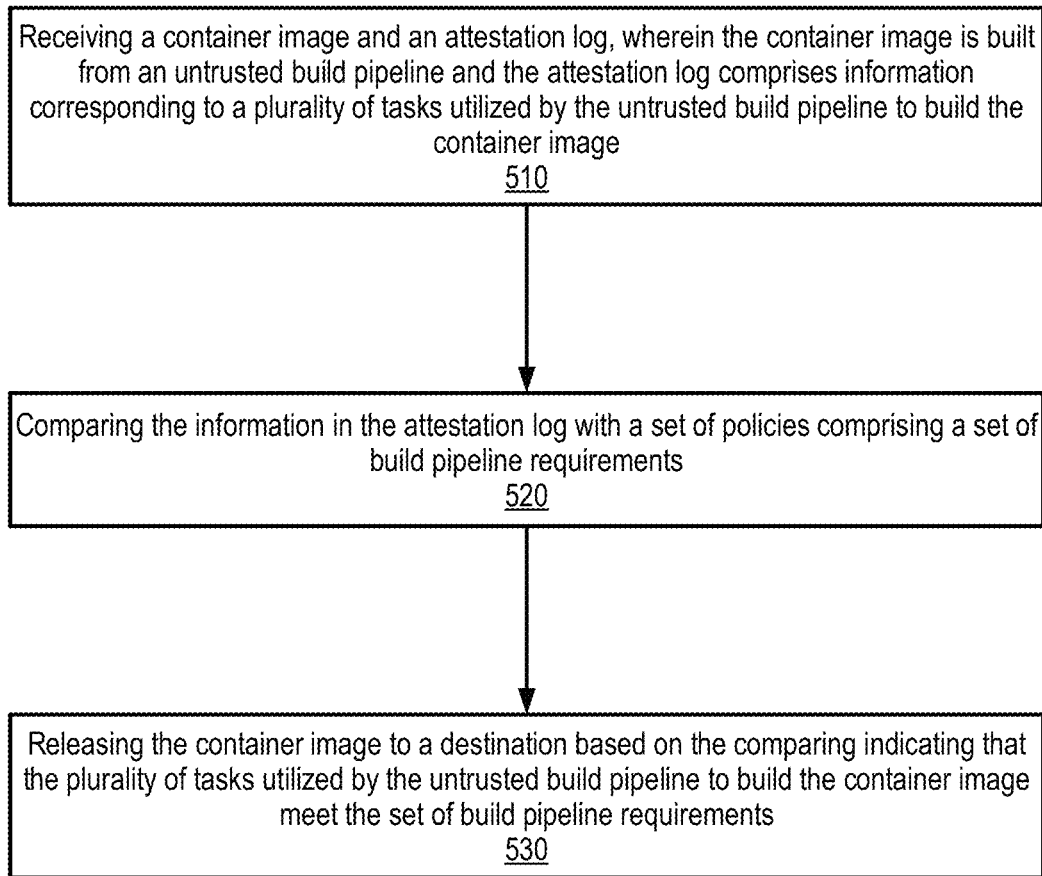 Receiving a container image and an attestation log, wherein the container image is built
from an untrusted build pipeline and the attestation log comprises information
corresponding to a plurality of tasks utilized by the untrusted build pipeline to build the
container image
510
Comparing the information in the attestation log with a set of policies comprising a set of
build pipeline requirements
520
Releasing the container image to a destination based on the comparing indicating that
the plurality of tasks utilized by the untrusted build pipeline to build the container image
meet the set of build pipeline requirements
530